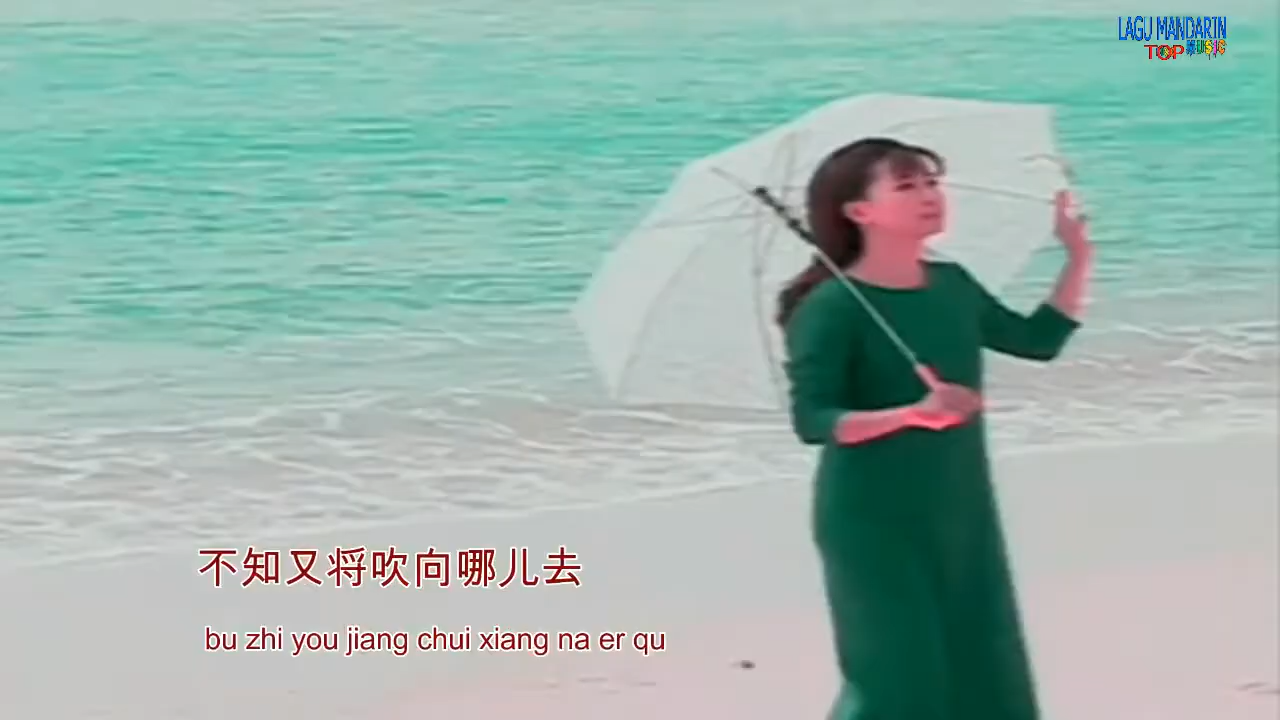 LAGU MANDARIN
TOP MUSIC
不知又将吹向哪儿去
bu zhi you jiang chui xiang na er qu